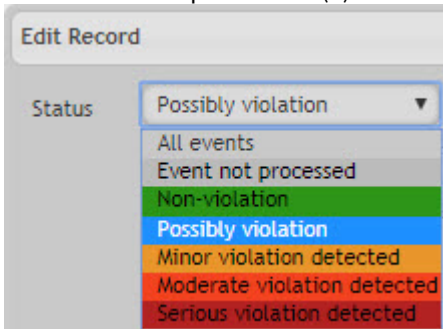 Edit Record
Status Possibly violation
All events
Event not processed
Non-violation
Possibly violation
Minor violation detected
Moderate violation detected
Serious violation detected